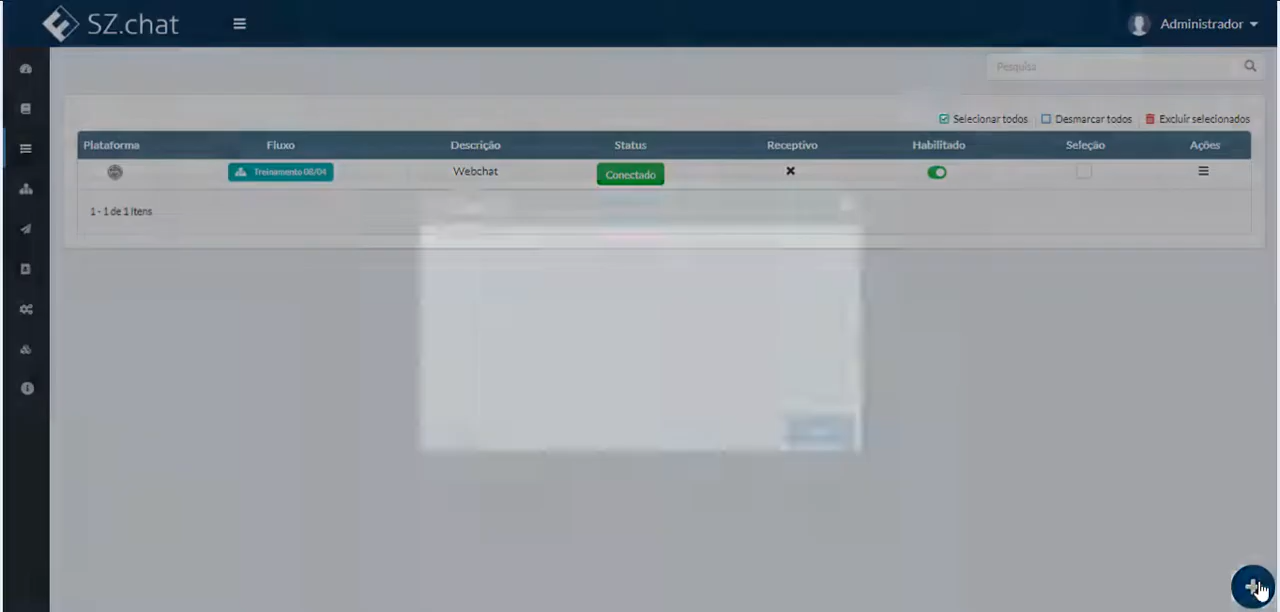 SZ.chat
Administrador
Pesquisa
Selecionar todos Desmarcar todos Excluir selecionados
Plataforma Fluxo Descrição Status Receptivo Habilitado Seleção Ações
Treinamento 08/04 Webchat Conectado
1 - 1 de 1 Itens